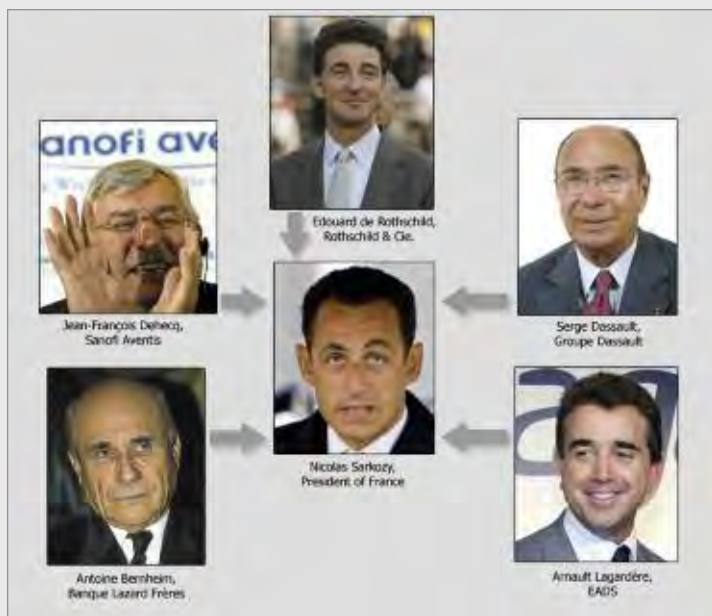 anofi ave
Edouard de Rothschild,
Rothschild & Cie.
Jean-François Dehecq,
Sanofi Aventis
Serge Dassault,
Groupe Dassault
Nicolas Sarkozy,
President of France
Antoine Bernheim,
Banque Lazard Frères
Arnault Lagardère,
EADS